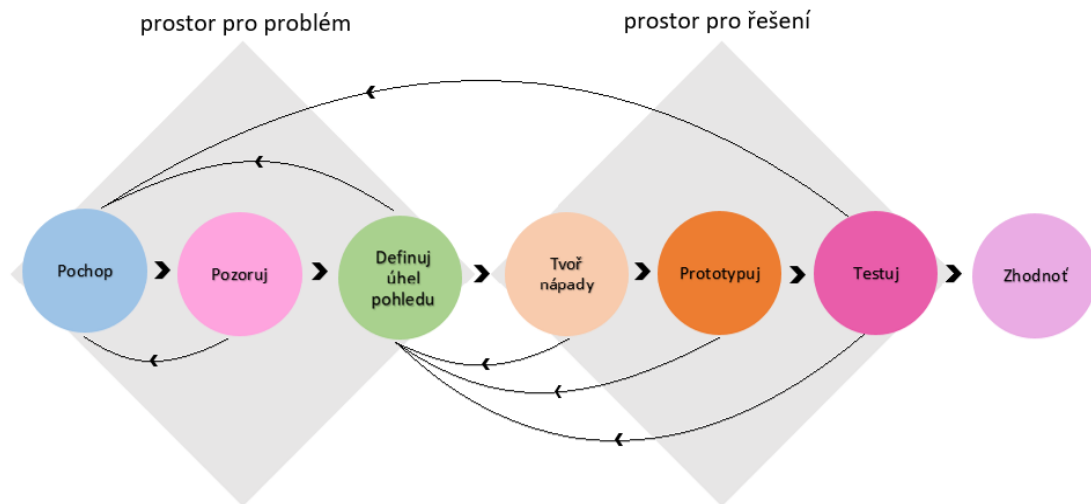 prostor pro problém
prostor pro řešení
Pochop
Pozoruj
Definuj
úhel
pohledu
Tvoř
nápady
Prototypuj
Testuj
Zhodnoť